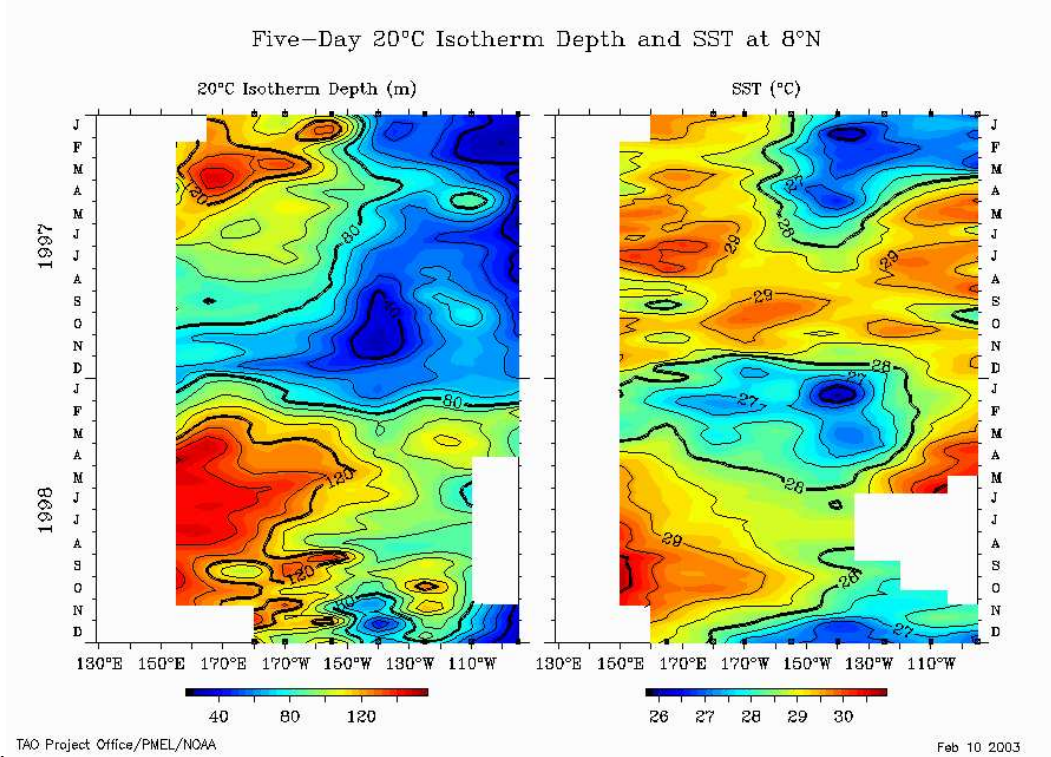 Five-Day 20°C Isotherm Depth and SST at 8°N
20°C Isotherm Depth (m)
SST (°C)
1997
1998
J
F
M
A
M
J
J
A
S
O
N
D
J
F
M
A
M
J
J
A
S
O
N
D
120
80
40
80
120
120
27
28
29
29
29
28
27
27
28
29
28
27
J
F
M
A
M
J
J
A
S
O
N
D
J
F
M
A
M
J
J
A
S
O
N
D
130°E 150°E 170°E 170°W 150°W 130°W 110°W
130°E 150°E 170°E 170°W 150°W 130°W 110°W
40 80 120
26 27 28 29 30
TAO Project Office/PMEL/NOAA
Feb 10 2003